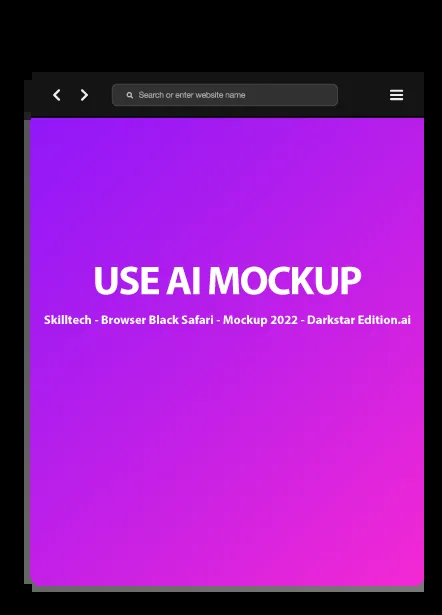 Search or enter website name
USE AI MOCKUP
Skilltech - Browser Black Safari - Mockup 2022 - Darkstar Edition.ai